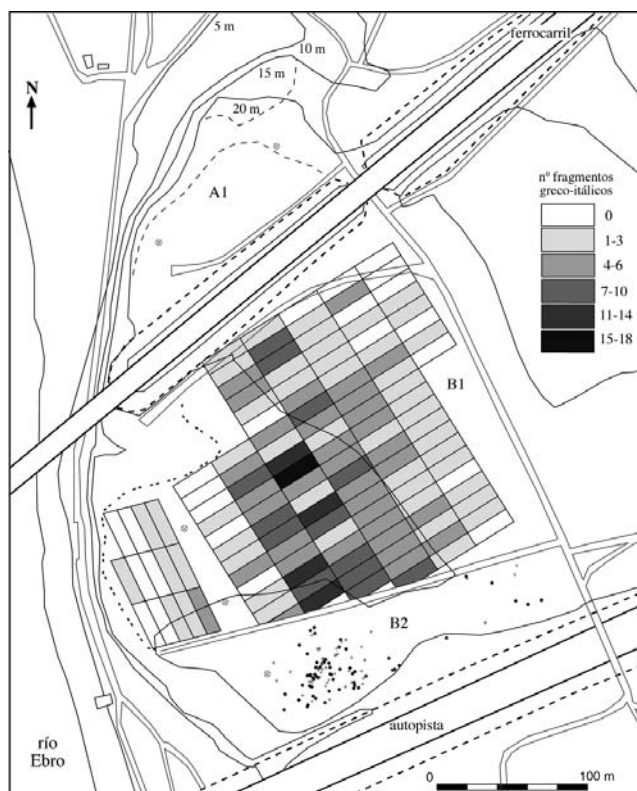 5 m
10 m
15 m
20 m
ferrocarril
N
A1
nº fragmentos
greco-itálicos
0
1-3
4-6
7-10
11-14
15-18
B1
B2
autopista
río
Ebro
0 100 m